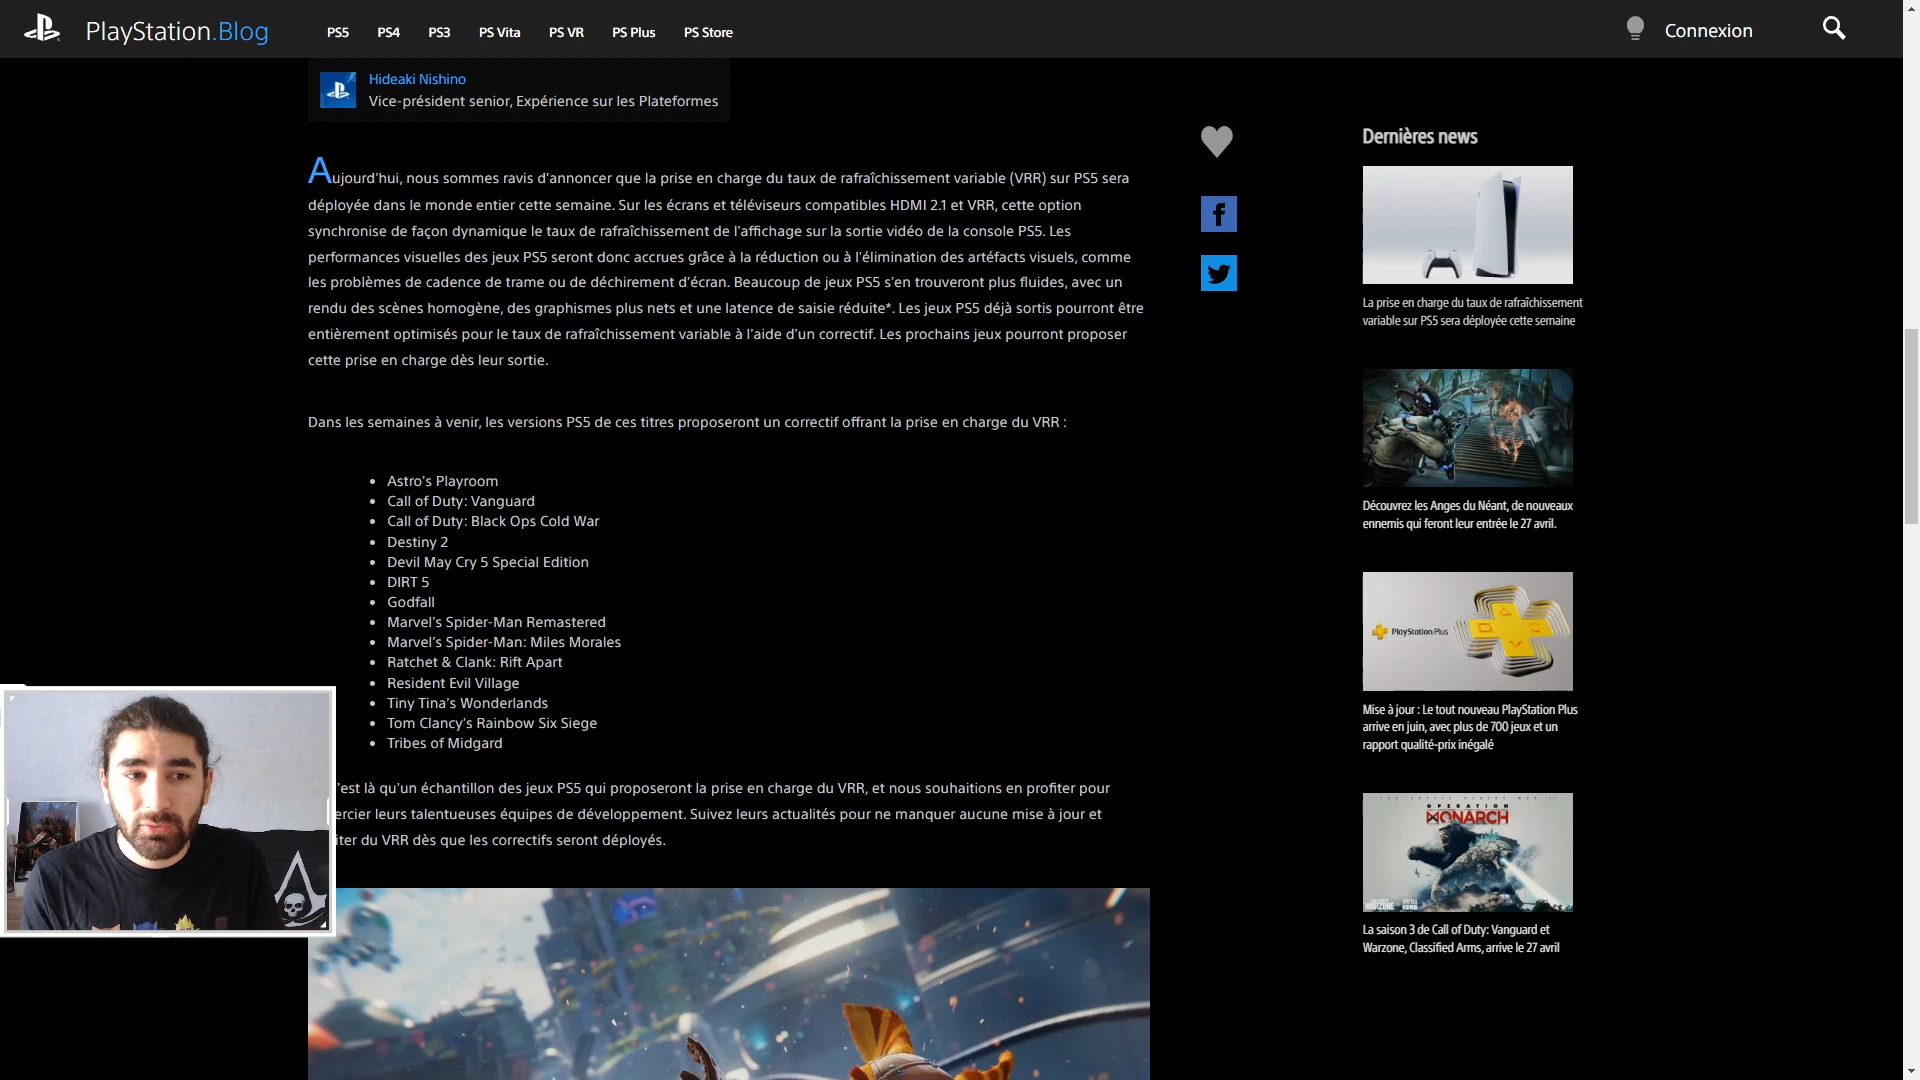 PlayStation.Blog
PS5
PS4
PS3
PS Vita
PS VR
PS Plus
PS Store
Connexion
Hideaki Nishino
Vice-président senior, Expérience sur les Plateformes
Aujourd'hui, nous sommes ravis d'annoncer que la prise en charge du taux de rafraîchissement variable (VRR) sur PS5 sera
déployée dans le monde entier cette semaine. Sur les écrans et téléviseurs compatibles HDMI 2.1 et VRR, cette option
synchronise de façon dynamique le taux de rafraîchissement de l'affichage sur la sortie vidéo de la console PS5. Les
performances visuelles des jeux PS5 seront donc accrues grâce à la réduction ou à l'élimination des artéfacts visuels, comme
les problèmes de cadence de trame ou de déchirement d'écran. Beaucoup de jeux PS5 s'en trouveront plus fluides, avec un
rendu des scènes homogène, des graphismes plus nets et une latence de saisie réduite*. Les jeux PS5 déjà sortis pourront être
entièrement optimisés pour le taux de rafraîchissement variable à l'aide d'un correctif. Les prochains jeux pourront proposer
cette prise en charge dès leur sortie.
Dans les semaines à venir, les versions PS5 de ces titres proposeront un correctif offrant la prise en charge du VRR :
• Astro's Playroom
• Call of Duty: Vanguard
• Call of Duty: Black Ops Cold War
• Destiny 2
• Devil May Cry 5 Special Edition
• DIRT 5
• Godfall
• Marvel's Spider-Man Remastered
• Marvel's Spider-Man: Miles Morales
• Ratchet & Clank: Rift Apart
• Resident Evil Village
• Tiny Tina's Wonderlands
• Tom Clancy's Rainbow Six Siege
• Tribes of Midgard
'est là qu'un échantillon des jeux PS5 qui proposeront la prise en charge du VRR, et nous souhaitions en profiter pour
ercier leurs talentueuses équipes de développement. Suivez leurs actualités pour ne manquer aucune mise à jour et
iter du VRR dès que les correctifs seront déployés.
Dernières news
La prise en charge du taux de rafraîchissement
variable sur PS5 sera déployée cette semaine
Découvrez les Anges du Néant, de nouveaux
ennemis qui feront leur entrée le 27 avril.
PlayStation Plus
Mise à jour : Le tout nouveau PlayStation Plus
arrive en juin, avec plus de 700 jeux et un
rapport qualité-prix inégalé
OPERATION
MONARCH
WARZONE
La saison 3 de Call of Duty: Vanguard et
Warzone, Classified Arms, arrive le 27 avril